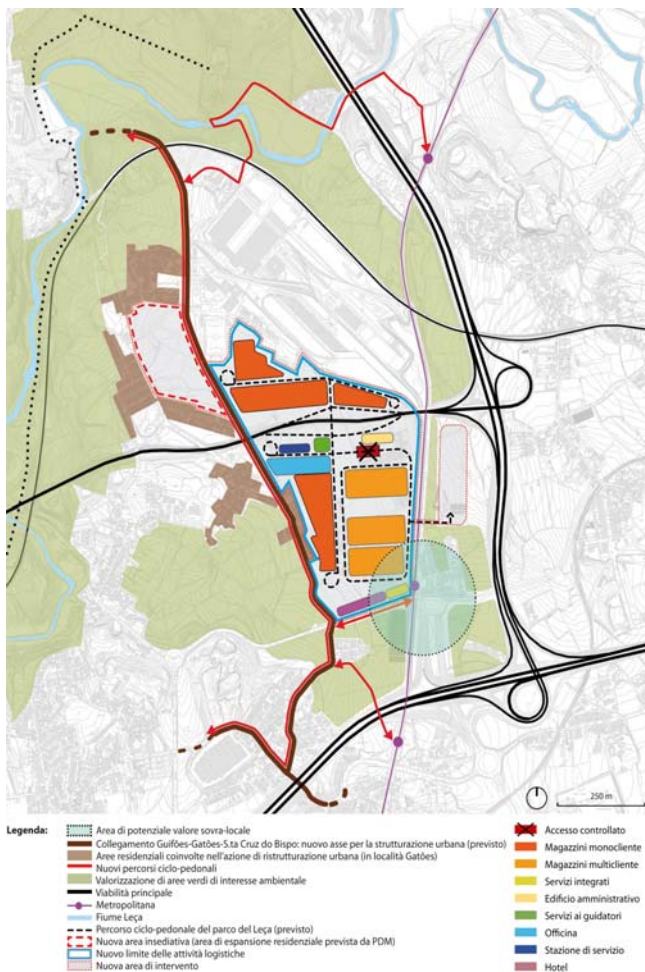 250 m
Legenda:
Area di potenziale valore sovra-locale
Collegamento Guifões-Gatões-S.ta Cruz do Bispo: nuovo asse per la strutturazione urbana (previsto)
Aree residenziali coinvolte nell'azione di ristrutturazione urbana (in località Gatões)
Nuovi percorsi ciclo-pedonali
Valorizzazione di aree verdi di interesse ambientale
Viabilità principale
Metropolitana
Fiume Leça
Percorso ciclo-pedonale del parco del Leça (previsto)
Nuova area insediativa (area di espansione residenziale prevista da PDM)
Nuovo limite delle attività logistiche
Nuova area di intervento
Accesso controllato
Magazzini monocliente
Magazzini multicliente
Servizi integrati
Edificio amministrativo
Servizi ai guidatori
Officina
Stazione di servizio
Hotel